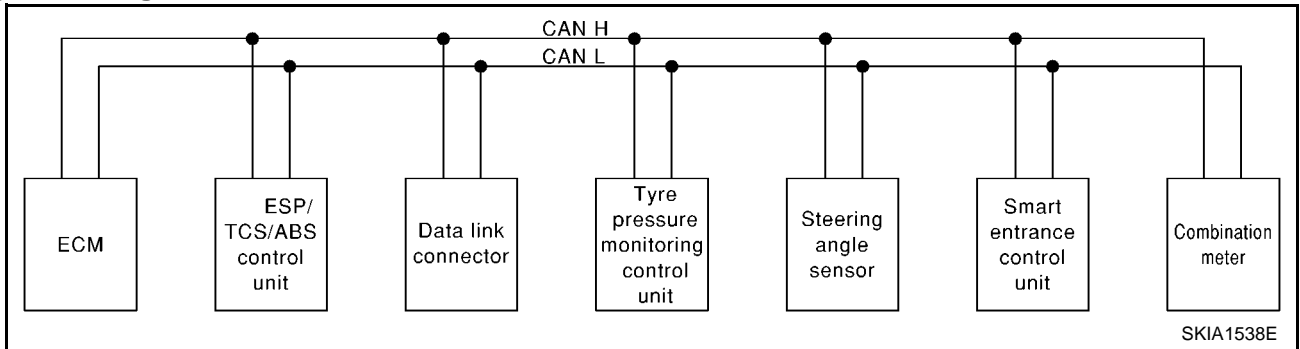 CAN H
CAN L
ECM
ESP/
TCS/ABS
control
unit
Data link
connector
Tyre
pressure
monitoring
control
unit
Steering
angle
sensor
Smart
entrance
control
unit
Combination
meter
SKIA1538E